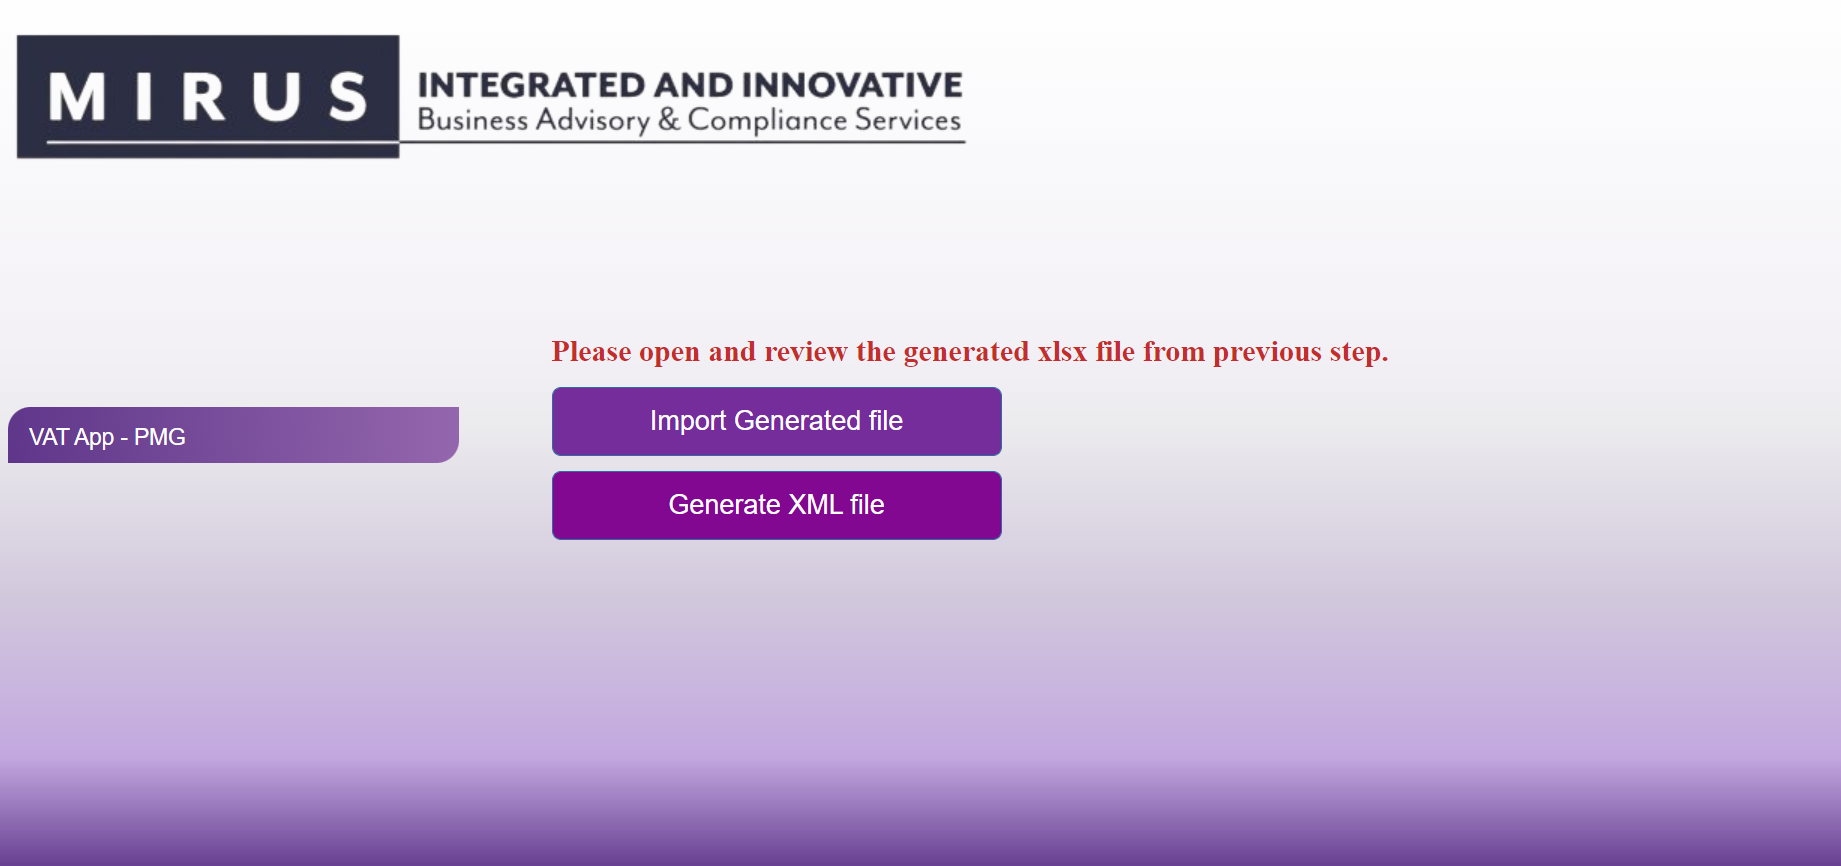 MIRUS
INTEGRATED AND INNOVATIVE
Business Advisory & Compliance Services
Please open and review the generated xlsx file from previous step.
Import Generated file
VAT App - PMG
Generate XML file